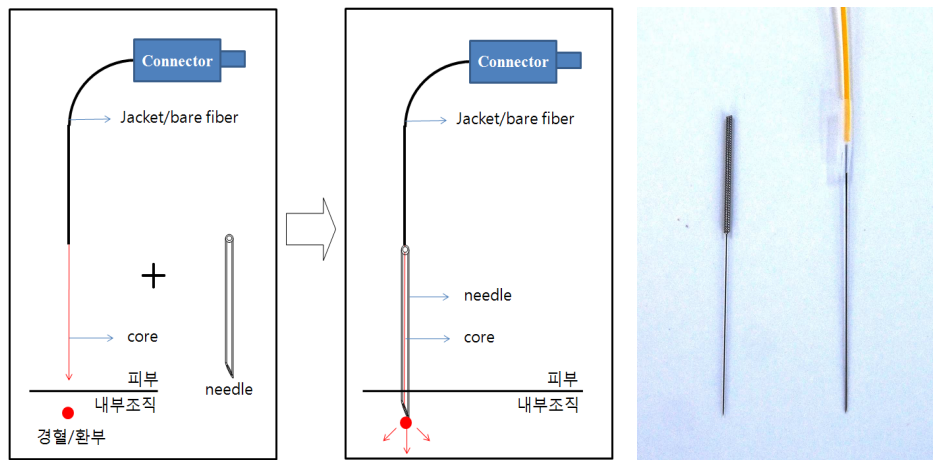 Connector
Jacket/bare fiber
+
core
needle
피부
내부조직
경혈/환부
Connector
Jacket/bare fiber
needle
core
피부
내부조직